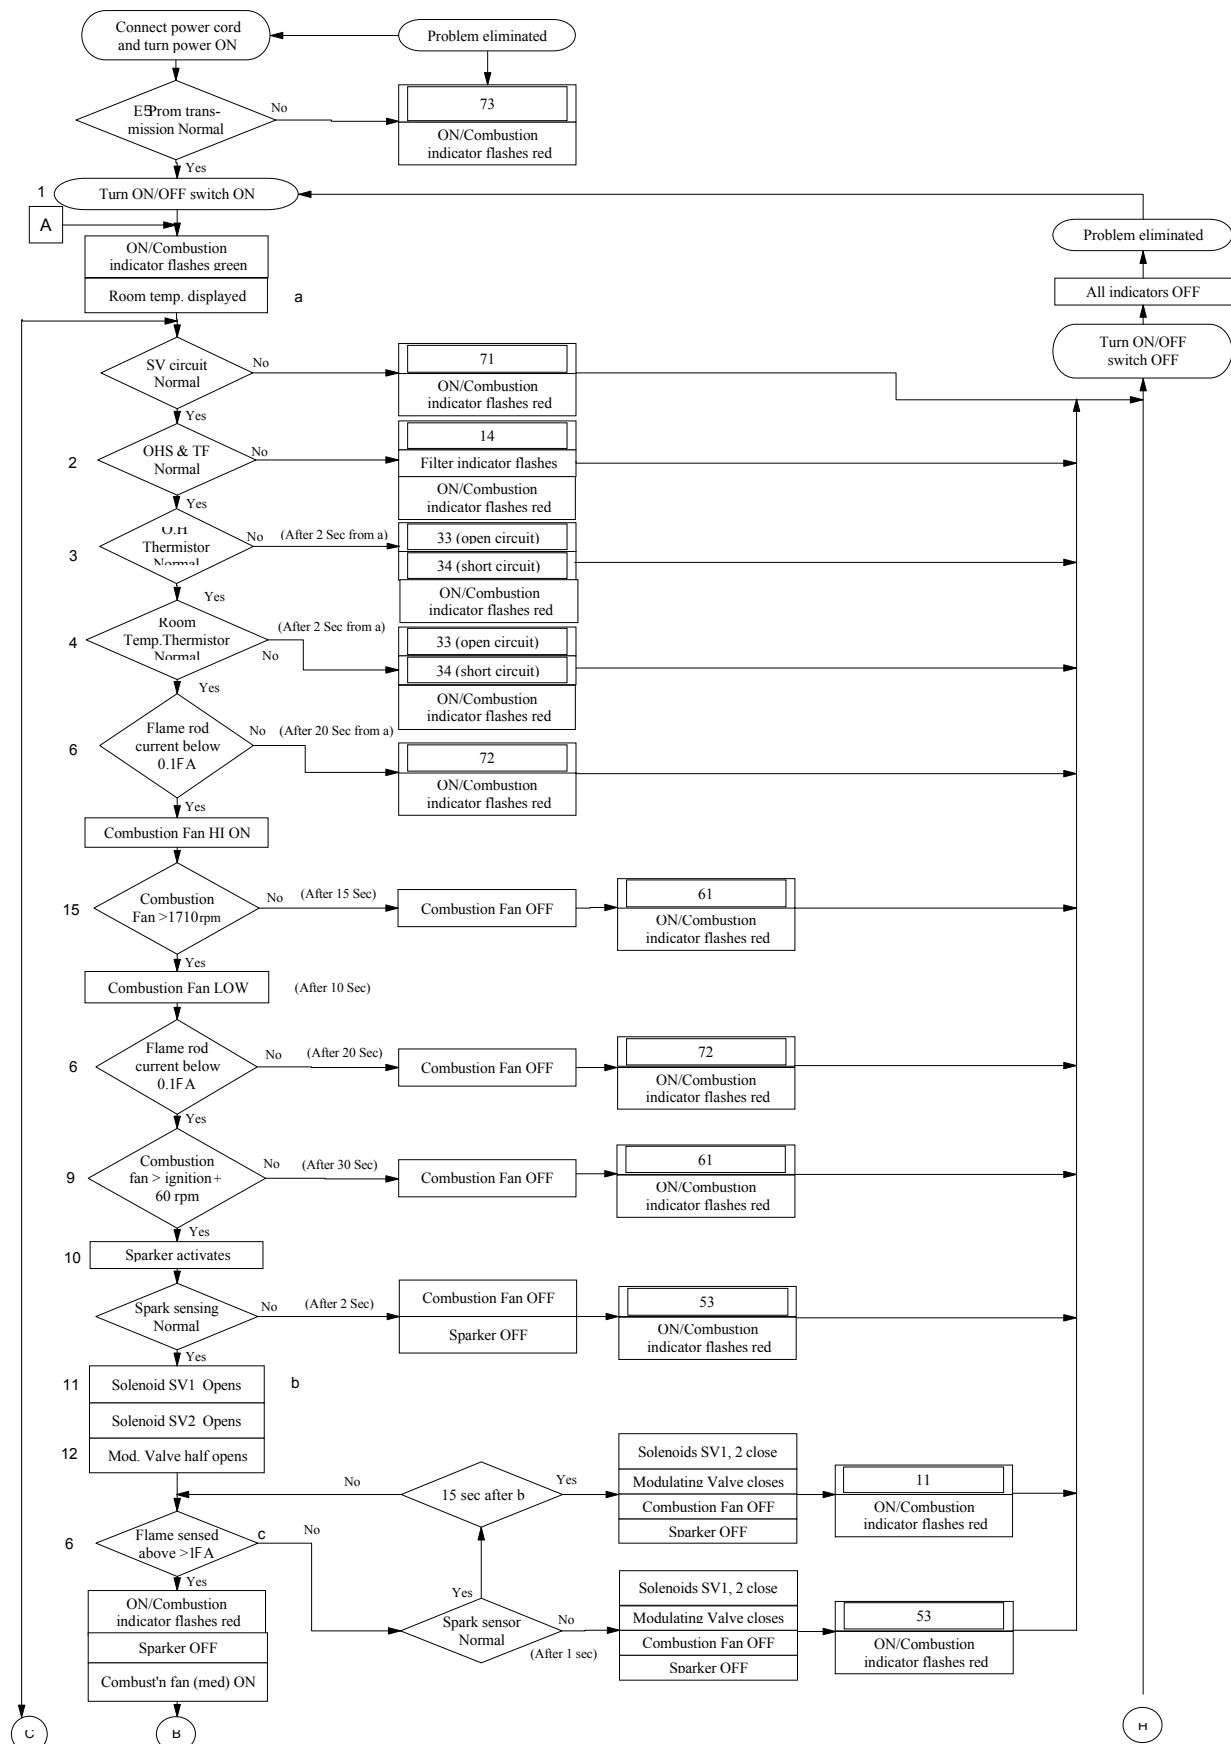 Connect power cord
and turn power ON
Problem eliminated
Prom trans-
mission Normal
No
73
ON/Combustion
indicator flashes red
Yes
1
Turn ON/OFF switch ON
A
ON/Combustion
indicator flashes green
Room temp. displayed
a
Problem eliminated
All indicators OFF
Turn ON/OFF
switch OFF
SV circuit
Normal
No
71
ON/Combustion
indicator flashes red
Yes
2
OHS & TF
Normal
No
14
Filter indicator flashes
ON/Combustion
indicator flashes red
Yes
3
O.H
Thermistor
Normal
No
(After 2 Sec from a)
33 (open circuit)
34 (short circuit)
ON/Combustion
indicator flashes red
Yes
4
Room
Temp.Thermistor
Normal
(After 2 Sec from a)
No
33 (open circuit)
34 (short circuit)
ON/Combustion
indicator flashes red
Yes
6
Flame rod
current below
0.1FA
No
(After 20 Sec from a)
72
ON/Combustion
indicator flashes red
Yes
Combustion Fan HI ON
15
Combustion
Fan >1710rpm
No
(After 15 Sec)
Combustion Fan OFF
61
ON/Combustion
indicator flashes red
Yes
Combustion Fan LOW
(After 10 Sec)
6
Flame rod
current below
0.1FA
No
(After 20 Sec)
Combustion Fan OFF
72
ON/Combustion
indicator flashes red
Yes
9
Combustion
fan > ignition+
60 rpm
No
(After 30 Sec)
Combustion Fan OFF
61
ON/Combustion
indicator flashes red
Yes
10
Sparker activates
Spark sensing
Normal
No
(After 2 Sec)
Combustion Fan OFF
Sparker OFF
53
ON/Combustion
indicator flashes red
Yes
11
Solenoid SV1 Opens
b
Solenoid SV2 Opens
12
Mod. Valve half opens
No
15 sec after b
Yes
Solenoids SV1, 2 close
Modulating Valve closes
Combustion Fan OFF
Sparker OFF
11
ON/Combustion
indicator flashes red
6
Flame sensed
above >1FA
c
No
Yes
ON/Combustion
indicator flashes red
Sparker OFF
Combust'n fan (med) ON
Yes
Spark sensor
Normal
No
(After 1 sec)
Solenoids SV1, 2 close
Modulating Valve closes
Combustion Fan OFF
Sparker OFF
53
ON/Combustion
indicator flashes red
C
B
H